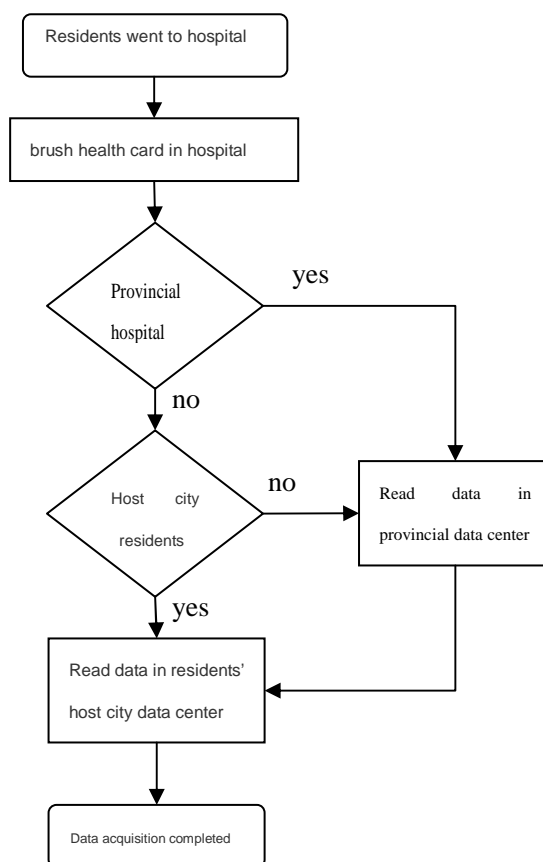 Residents went to hospital
brush health card in hospital
Provincial
hospital
yes
no
Host city
residents
no
Read data in
provincial data center
yes
Read data in residents’
host city data center
Data acquisition completed